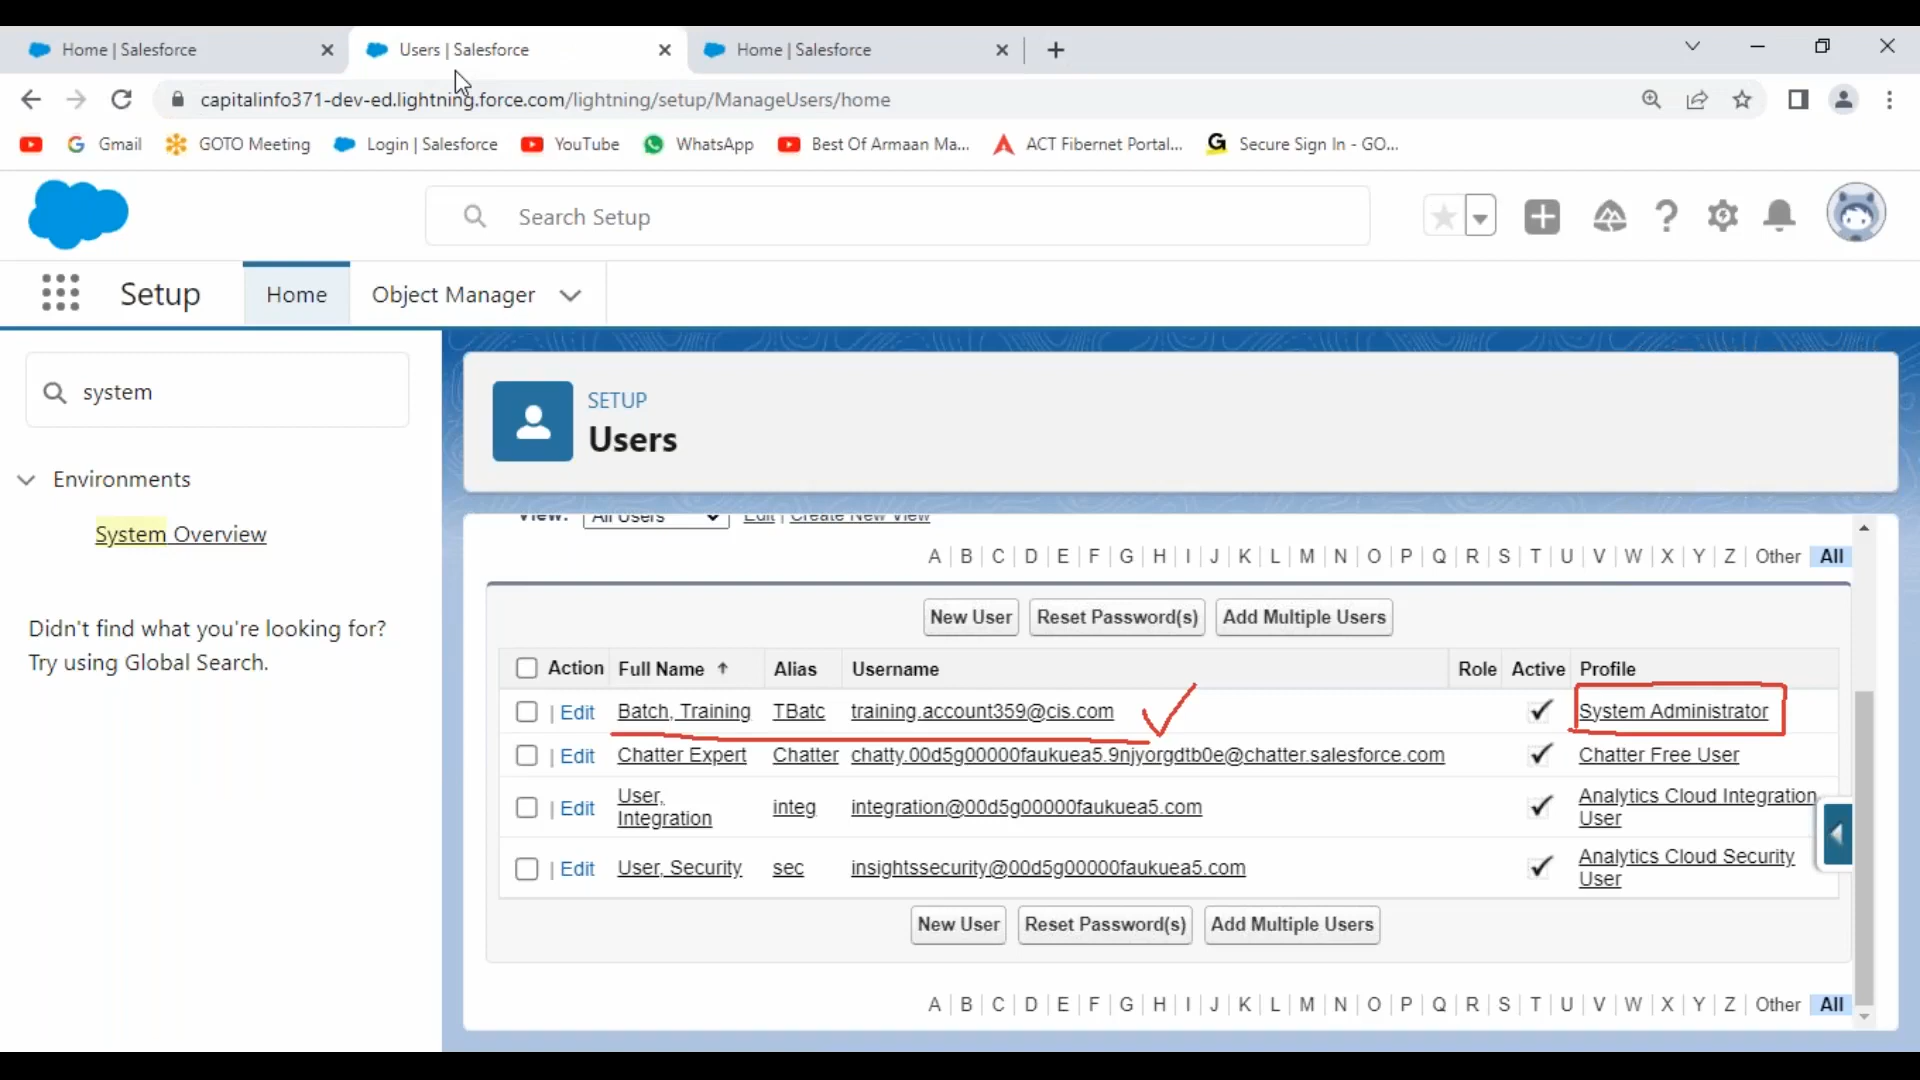 Home | Salesforce
Users | Salesforce
Home | Salesforce
capitalinfo371-dev-ed.lightning.force.com/lightning/setup/ManageUsers/home
Gmail
GOTO Meeting
Login | Salesforce
YouTube
WhatsApp
Best Of Armaan Ma...
ACT Fibernet Portal...
G
Secure Sign In - GO...
Search Setup
Setup
Home
Object Manager
system
Environments
System Overview
Didn't find what you're looking for?
Try using Global Search.
SETUP
Users
View: All Users Edit | Create New View
A | B | C | D | E | F | G | H | I | J | K | L | M | N | O | P | Q | R | S | T | U | V | W | X | Y | Z | Other All
New User Reset Password(s) Add Multiple Users
Action Full Name Alias Username Role Active Profile
| Edit Batch, Training TBatc training.account359@cis.com System Administrator
| Edit Chatter Expert Chatter chatty.00d5g00000faukuea5.9njyorgdtb0e@chatter.salesforce.com Chatter Free User
| Edit User, Integration integ integration@00d5g00000faukuea5.com Analytics Cloud Integration User
| Edit User, Security sec insightssecurity@00d5g00000faukuea5.com Analytics Cloud Security User
New User Reset Password(s) Add Multiple Users
A | B | C | D | E | F | G | H | I | J | K | L | M | N | O | P | Q | R | S | T | U | V | W | X | Y | Z | Other All